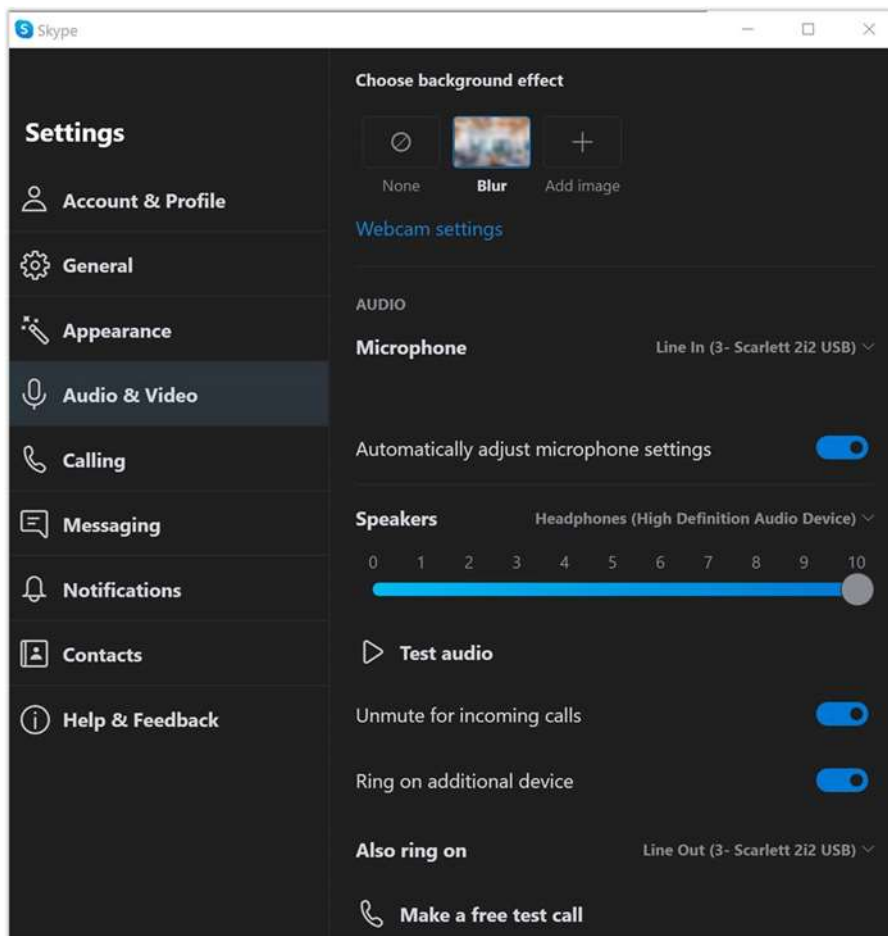 Skype
Settings
Account & Profile
General
Appearance
Audio & Video
Calling
Messaging
Notifications
Contacts
Help & Feedback
Choose background effect
None Blur Add image
Webcam settings
AUDIO
Microphone Line In (3- Scarlett 2i2 USB)
Automatically adjust microphone settings
Speakers Headphones (High Definition Audio Device)
0 1 2 3 4 5 6 7 8 9 10
Test audio
Unmute for incoming calls
Ring on additional device
Also ring on Line Out (3- Scarlett 2i2 USB)
Make a free test call